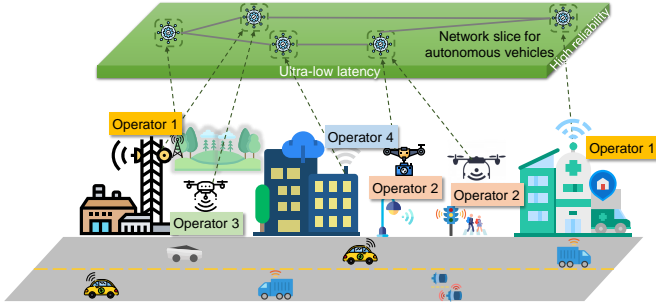 Network slice for
autonomous vehicles
High reliability
Ultra-low latency
Operator 1
Operator 4
Operator 1
Operator 2
Operator 2
Operator 3